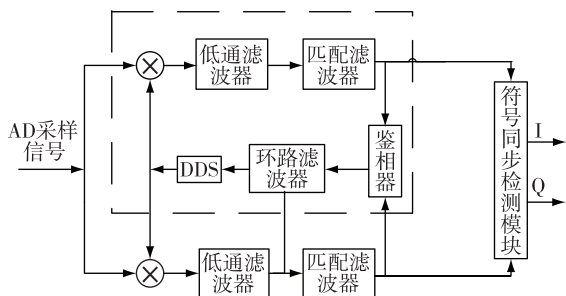 低通滤
波器
匹配滤
波器
AD采样
信号
DDS
环路滤
波器
鉴相器
符号同步检测模块
I
Q
低通滤
波器
匹配滤
波器